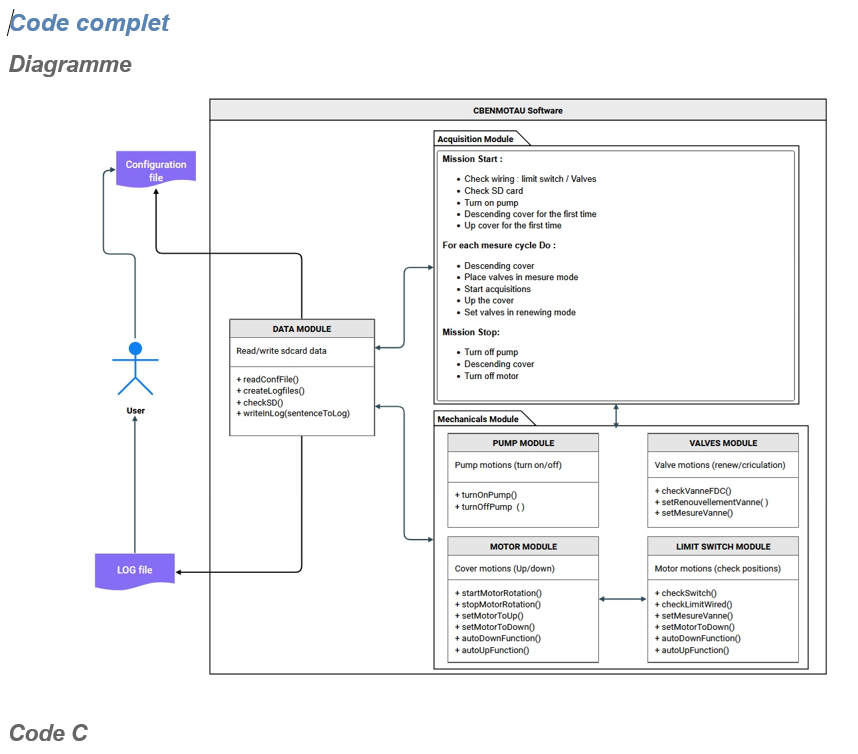 Code complet
Diagramme
CBENMOTAU Software
Configuration
file
Acquisition Module
Mission Start :
• Check wiring : limit switch / Valves
• Check SD card
• Turn on pump
• Descending cover for the first time
• Up cover for the first time
For each mesure cycle Do :
• Descending cover
• Place valves in mesure mode
• Start acquisitions
• Up the cover
• Set valves in renewing mode
Mission Stop:
• Turn off pump
• Descending cover
• Turn off motor
DATA MODULE
Read/write sdcard data
+ readConfFile()
+ createLogfiles()
+ checkSD()
+ writeInLog(sentenceToLog)
User
LOG file
Mechanicals Module
PUMP MODULE
Pump motions (turn on/off)
+ turnOnPump()
+ turnOffPump ( )
VALVES MODULE
Valve motions (renew/criculation)
+ checkVanneFDC()
+ setRenouvellementVanne( )
+ setMesureVanne()
MOTOR MODULE
Cover motions (Up/down)
+ startMotorRotation()
+ stopMotorRotation()
+ setMotorToUp()
+ setMotorToDown()
+ autoDownFunction()
+ autoUpFunction()
LIMIT SWITCH MODULE
Motor motions (check positions)
+ checkSwitch()
+ checkLimitWired()
+ setMesureVanne()
+ setMotorToDown()
+ autoDownFunction()
+ autoUpFunction()
Code C